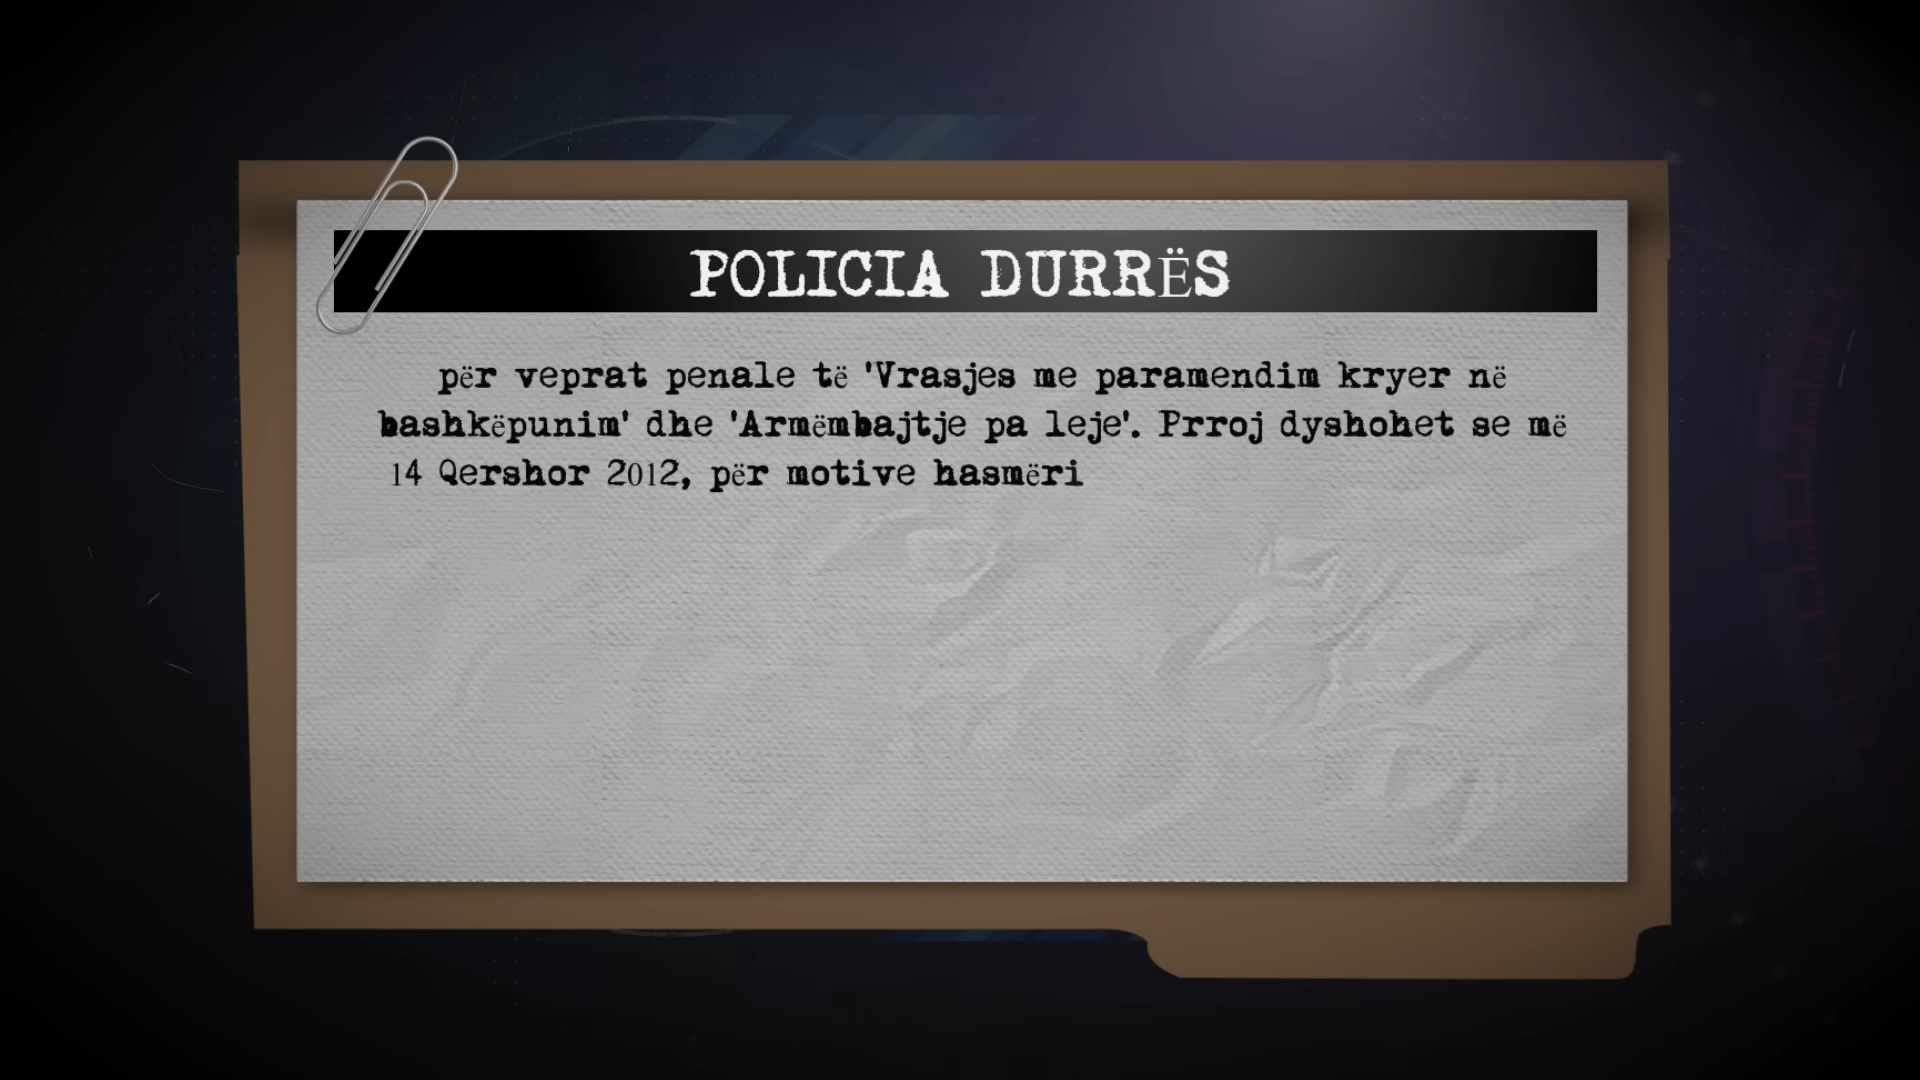 POLICIA DURRËS
për veprat penale të 'Vrasjes me paramendim kryer në
bashkëpunim' dhe 'Armëmbajtje pa leje'. Prroj dyshohet se më
14 Qershor 2012, për motive hasmëri